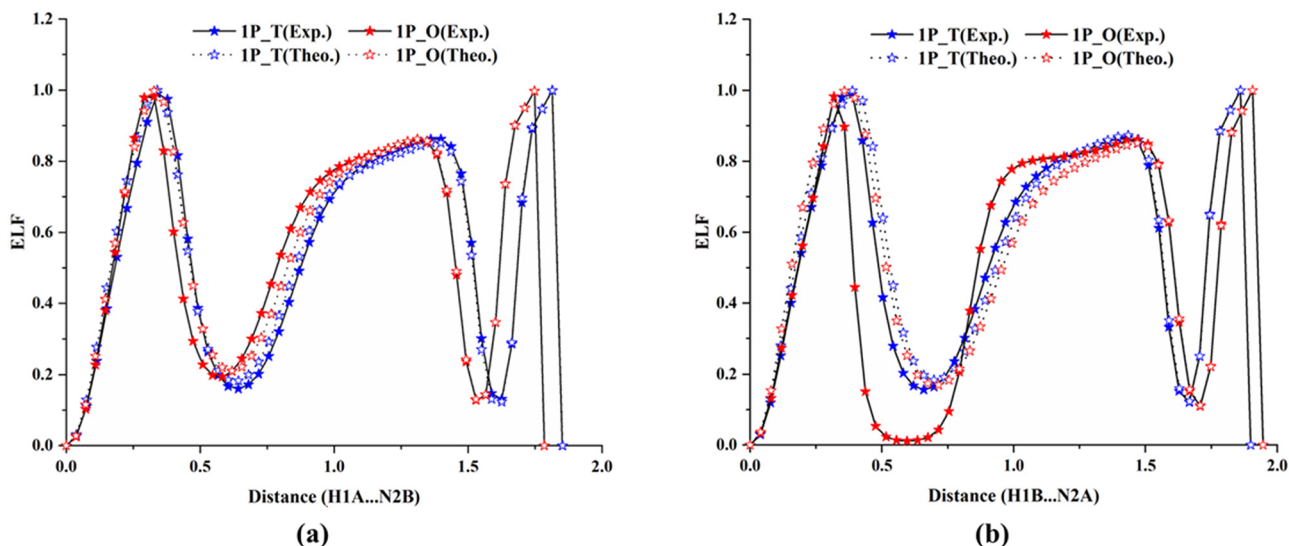 1.2
1P_T(Exp.) 1P_O(Exp.)
1P_T(Theo.) 1P_O(Theo.)
1.0
0.8
ELF
0.6
0.4
0.2
0.0
0.0 0.5 1.0 1.5 2.0
Distance (H1A...N2B)
(a)
1.2
1P_T(Exp.) 1P_O(Exp.)
1P_T(Theo.) 1P_O(Theo.)
1.0
0.8
ELF
0.6
0.4
0.2
0.0
0.0 0.5 1.0 1.5 2.0
Distance (H1B...N2A)
(b)